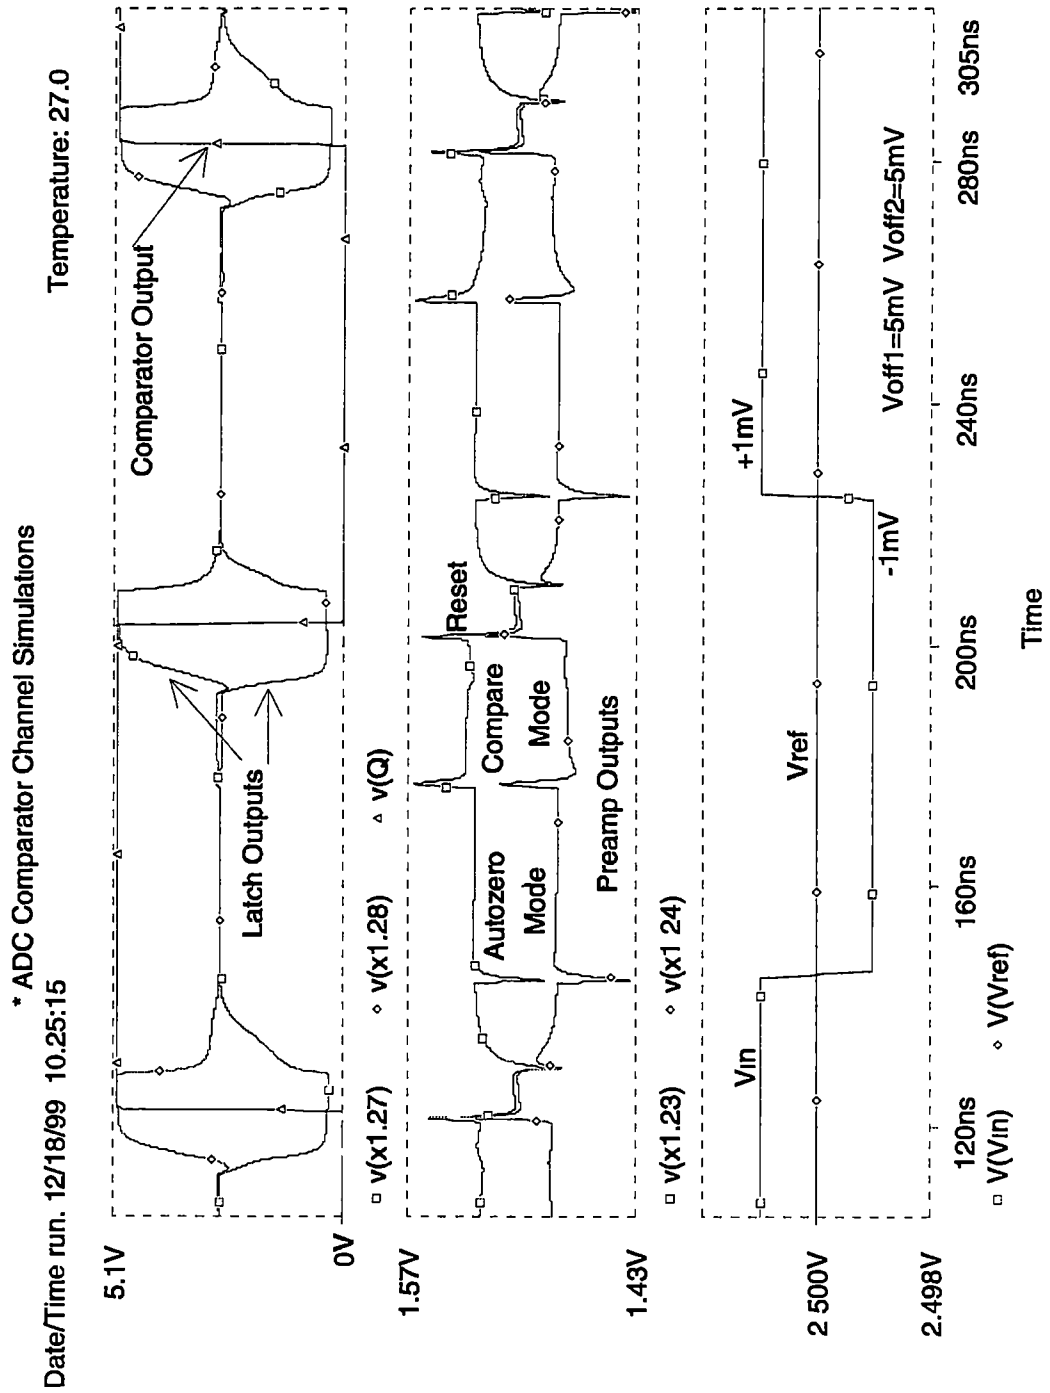 * ADC Comparator Channel Simulations
Date/Time run. 12/18/99 10.25:15
Temperature: 27.0
5.1V
0V
Latch Outputs
Comparator Output
v(x1.27)
v(x1.28)
v(Q)
1.57V
1.43V
Autozero
Mode
Compare
Mode
Reset
Preamp Outputs
v(x1.23)
v(x1 24)
2 500V
2.498V
Vin
Vref
-1mV
+1mV
Voff1=5mV Voff2=5mV
120ns
160ns
200ns
240ns
280ns
305ns
V(Vin)
V(Vref)
Time